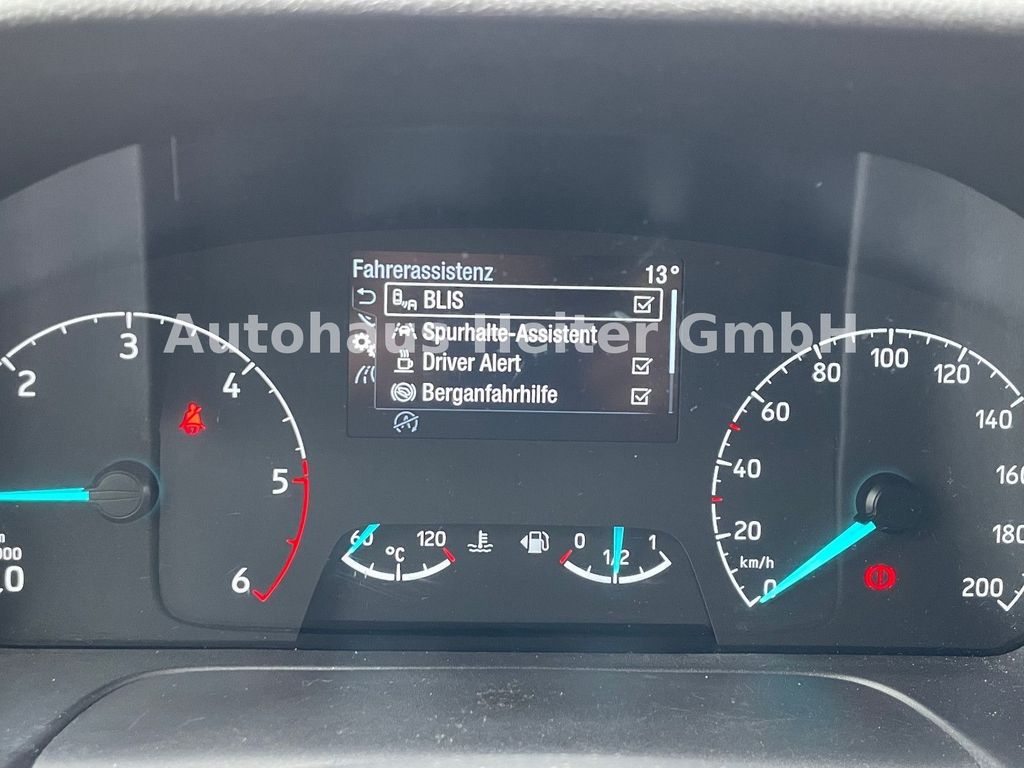 Fahrerassistenz 13°
BLIS
Spurhalte-Assistent
Driver Alert
Berganfahrhilfe
Autohaus Heiter GmbH
2 3 4 5 6
60 °C 120
0 1/2 1
0 20 40 60 80 100 120 140 160 180 200
km/h